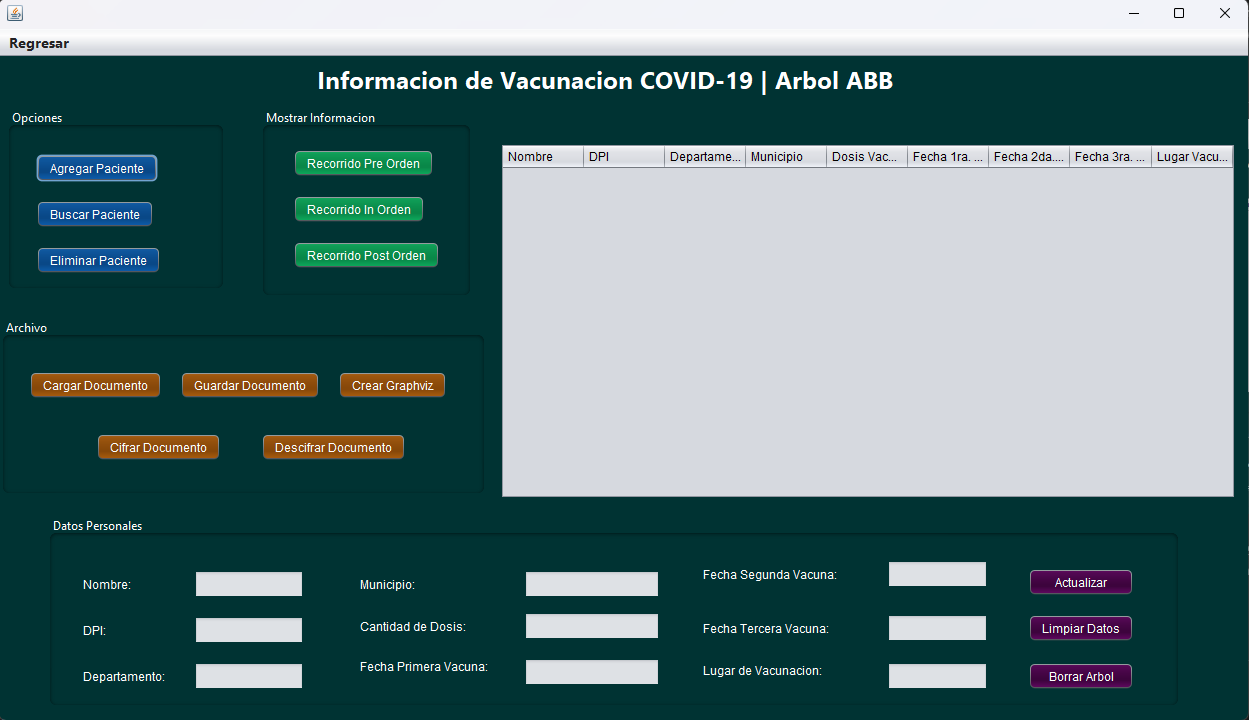 Regresar
Informacion de Vacunacion COVID-19 | Arbol ABB
Opciones
Agregar Paciente
Buscar Paciente
Eliminar Paciente
Mostrar Informacion
Recorrido Pre Orden
Recorrido In Orden
Recorrido Post Orden
Nombre DPI Departame... Municipio Dosis Vac... Fecha 1ra. ... Fecha 2da.... Fecha 3ra. ... Lugar Vacu...
Archivo
Cargar Documento Guardar Documento Crear Graphviz
Cifrar Documento Descifrar Documento
Datos Personales
Nombre:
DPI:
Departamento:
Municipio:
Cantidad de Dosis:
Fecha Primera Vacuna:
Fecha Segunda Vacuna:
Fecha Tercera Vacuna:
Lugar de Vacunacion:
Actualizar
Limpiar Datos
Borrar Arbol